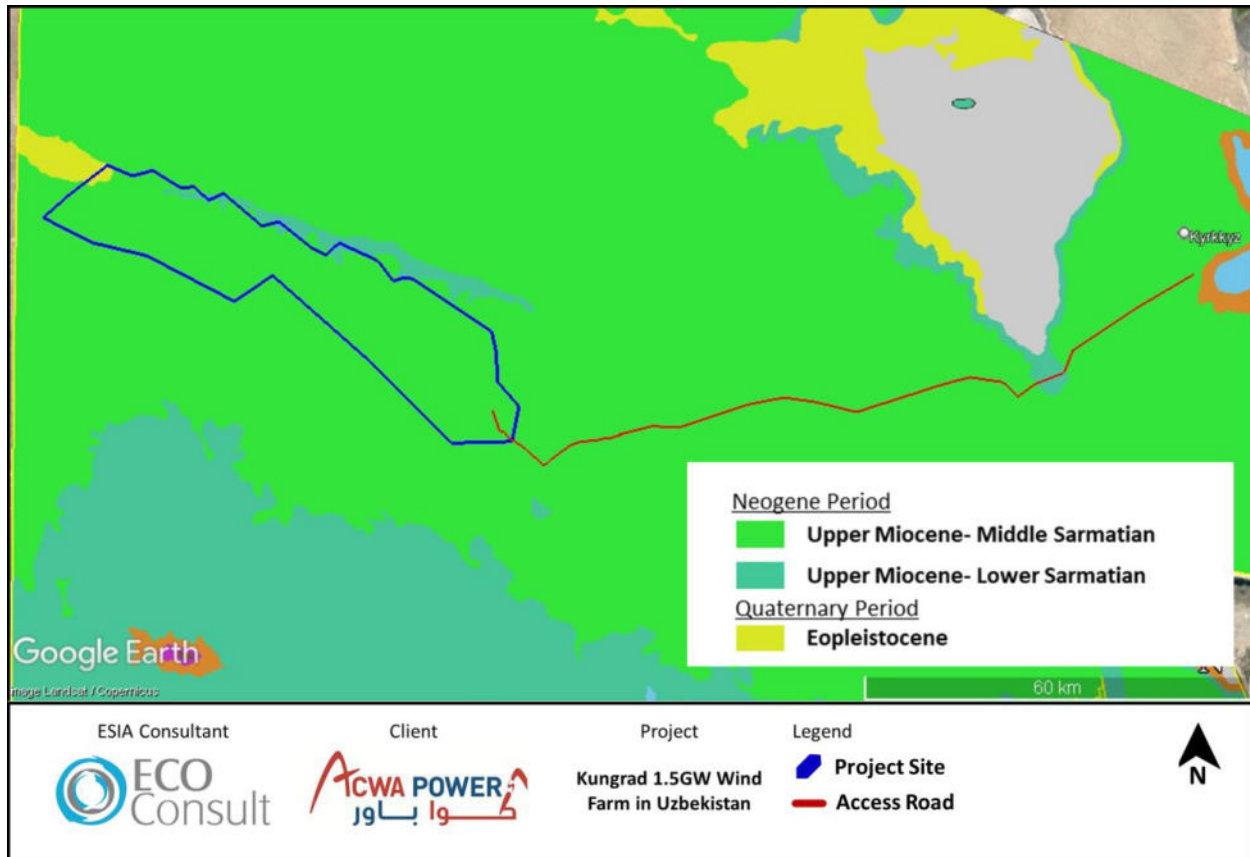 Kyrkkyz
Neogene Period
Upper Miocene- Middle Sarmatian
Upper Miocene- Lower Sarmatian
Quaternary Period
Eopleistocene
Google Earth
Image Landsat / Copernicus
60 km
ESIA Consultant
ECO
Consult
Client
ACWA POWER
أكوا باور
Project
Kungrad 1.5GW Wind
Farm in Uzbekistan
Legend
Project Site
Access Road
N